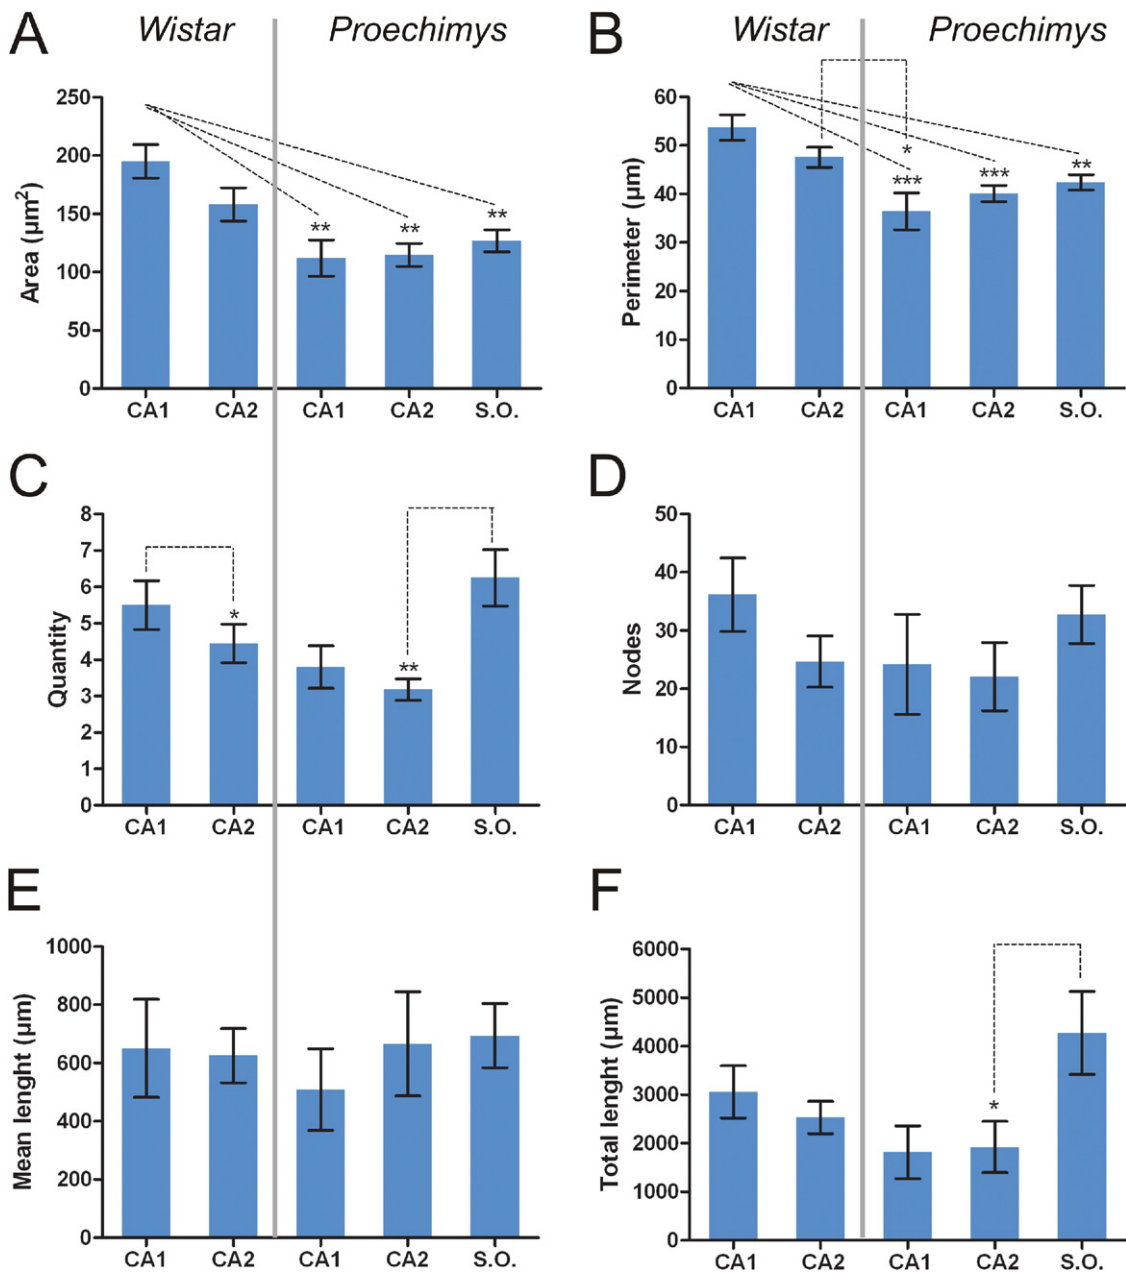 A
Wistar
Proechimys
Area (µm²)
250
200
150
100
50
0
**
**
**
CA1
CA2
CA1
CA2
S.O.
B
Wistar
Proechimys
Perimeter (µm)
60
50
40
30
20
10
0
*
***
***
**
CA1
CA2
CA1
CA2
S.O.
C
Quantity
8
7
6
5
4
3
2
1
0
*
**
CA1
CA2
CA1
CA2
S.O.
D
Nodes
50
40
30
20
10
0
CA1
CA2
CA1
CA2
S.O.
E
Mean lenght (µm)
1000
800
600
400
200
0
CA1
CA2
CA1
CA2
S.O.
F
Total lenght (µm)
6000
5000
4000
3000
2000
1000
0
*
CA1
CA2
CA1
CA2
S.O.